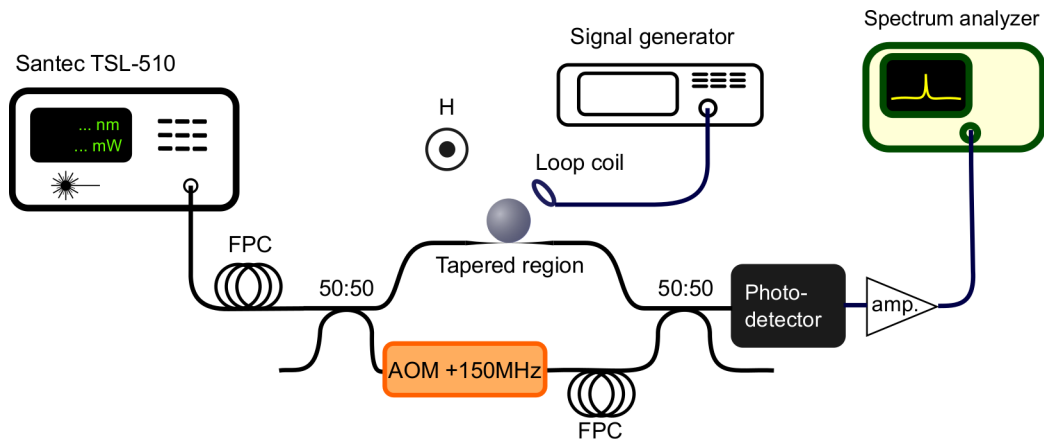 Spectrum analyzer
Signal generator
Santec TSL-510
... nm
... mW
H
Loop coil
FPC
Tapered region
50:50
50:50
Photo-
detector
amp.
AOM +150MHz
FPC